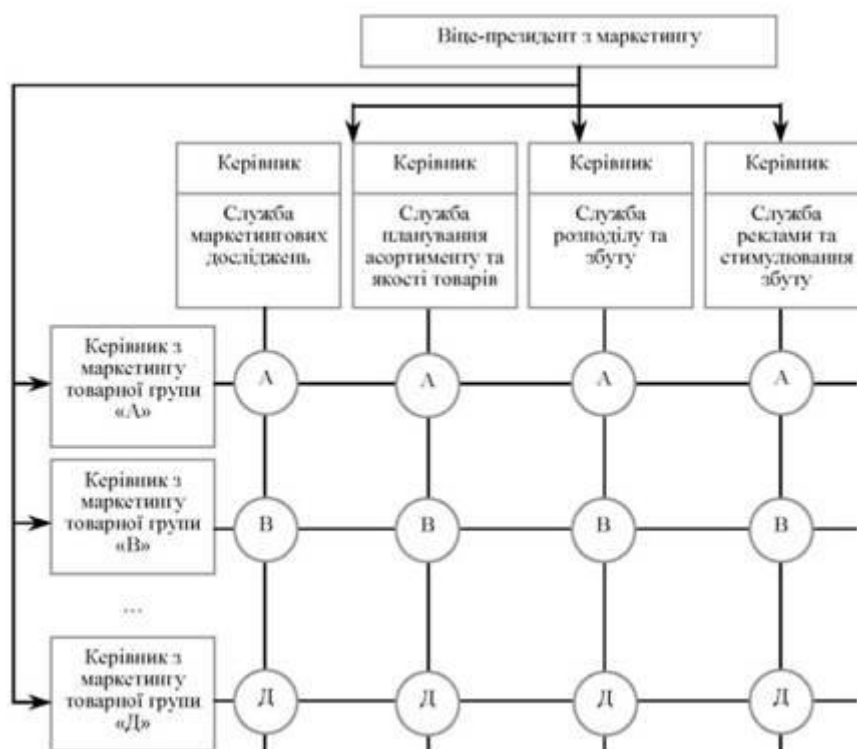 Віце-президент з маркетингу
Керівник
Керівник
Керівник
Керівник
Служба
маркетингових
досліджень
Служба
планування
асортименту та
якості товарів
Служба
розподілу та
збуту
Служба
реклами та
стимулювання
збуту
Керівник з
маркетингу
товарної групи
«А»
А
А
А
А
Керівник з
маркетингу
товарної групи
«В»
В
В
В
В
...
Керівник з
маркетингу
товарної групи
«Д»
Д
Д
Д
Д